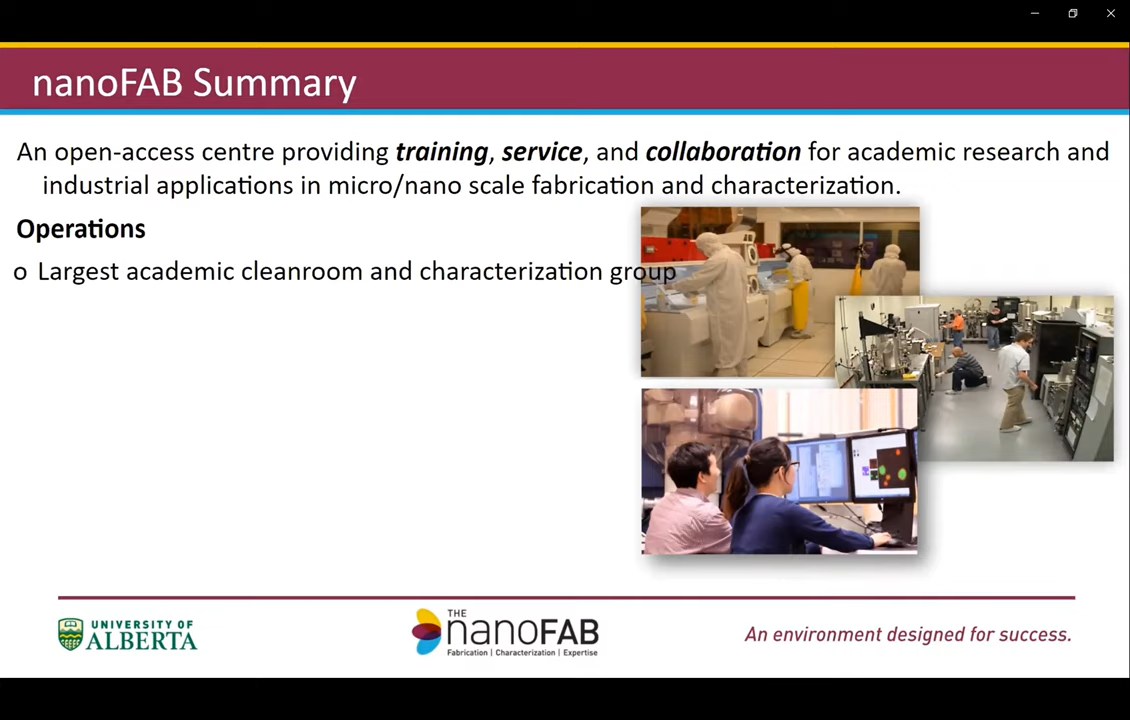 nanoFAB Summary
An open-access centre providing training, service, and collaboration for academic research and
industrial applications in micro/nano scale fabrication and characterization.
Operations
o Largest academic cleanroom and characterization group
UNIVERSITY OF
ALBERTA
THE
nanoFAB
Fabrication | Characterization | Expertise
An environment designed for success.